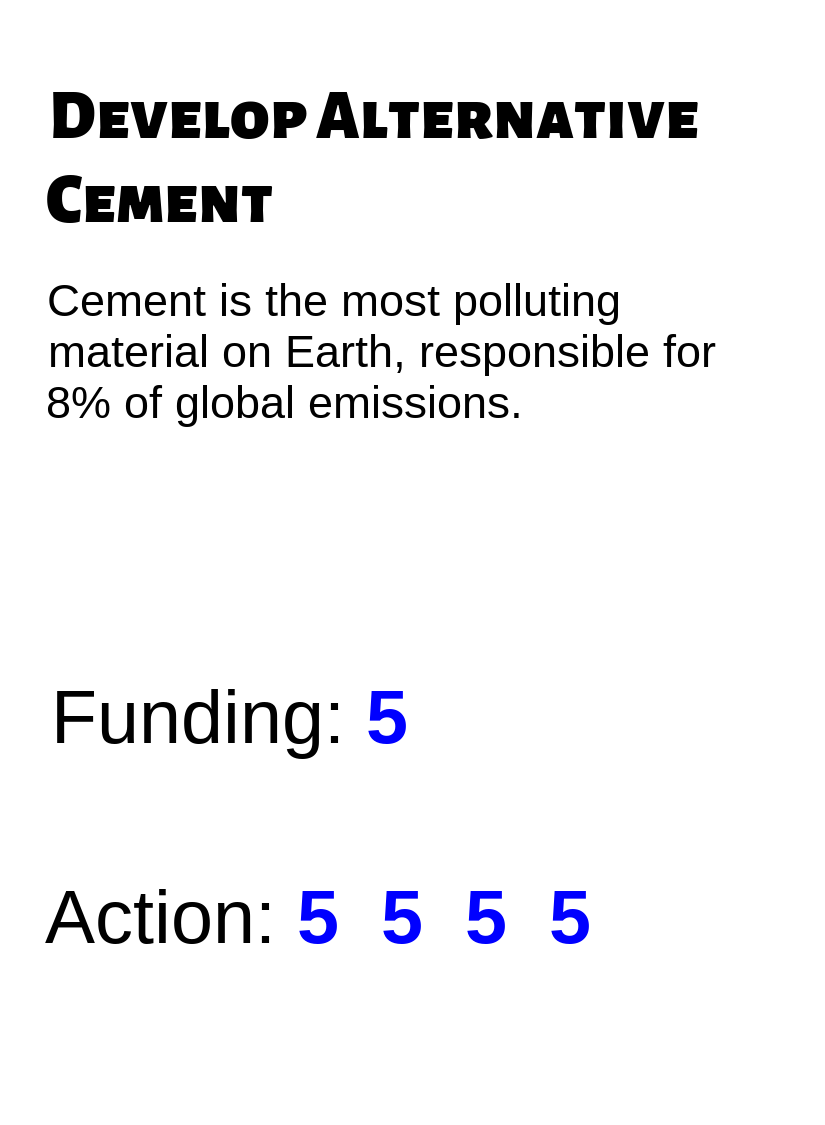 Develop Alternative
Cement
Cement is the most polluting
material on Earth, responsible for
8% of global emissions.
Funding: 5
Action: 5 5 5 5